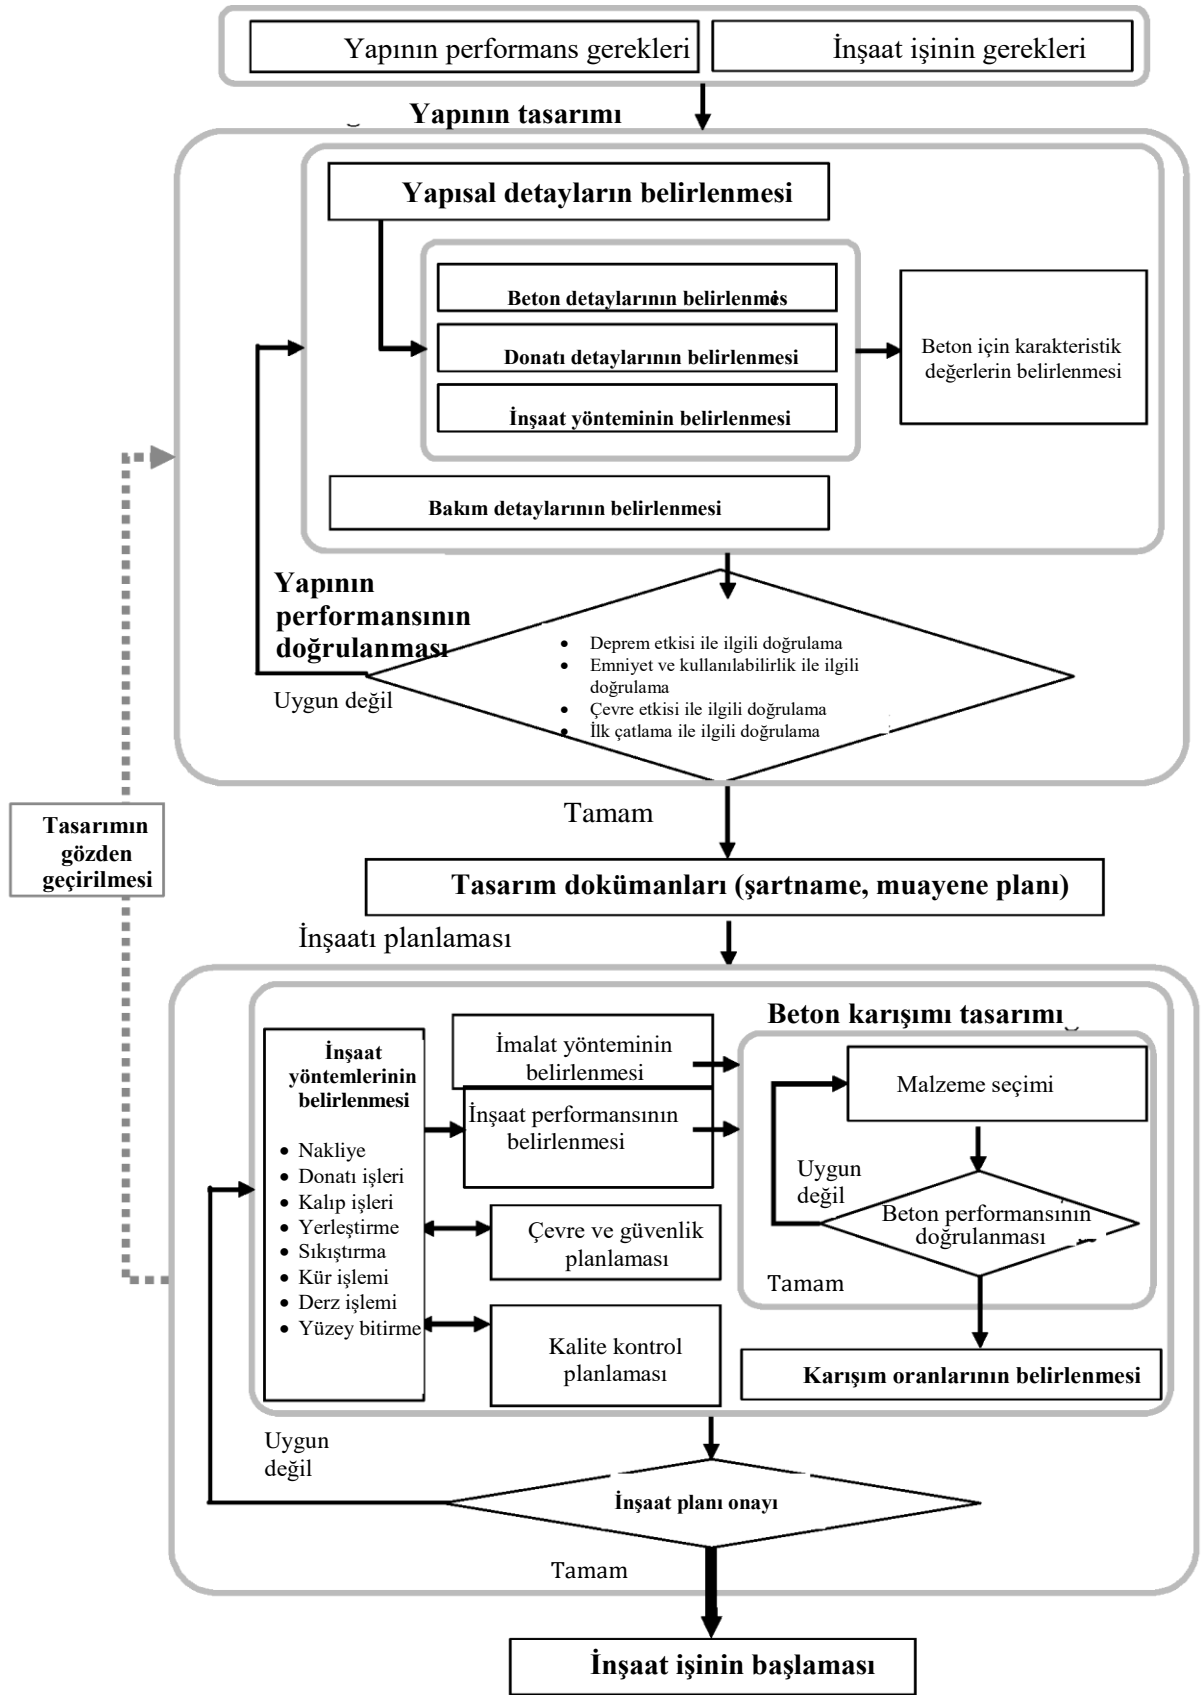 Yapının performans gerekleri
İnşaat işinin gerekleri
Yapının tasarımı
Yapısal detayların belirlenmesi
Beton detaylarının belirlenmes
Donatı detaylarının belirlenmesi
İnşaat yönteminin belirlenmesi
Beton için karakteristik
değerlerin belirlenmesi
Bakım detaylarının belirlenmesi
Yapının
performansının
doğrulanması
Uygun değil
• Deprem etkisi ile ilgili doğrulama
• Emniyet ve kullanılabilirlik ile ilgili
doğrulama
• Çevre etkisi ile ilgili doğrulama
• İlk çatlama ile ilgili doğrulama
Tamam
Tasarımın
gözden
geçirilmesi
Tasarım dokümanları (şartname, muayene planı)
İnşaatı planlaması
Beton karışımı tasarımı
İnşaat
yöntemlerinin
belirlenmesi
• Nakliye
• Donatı işleri
• Kalıp işleri
• Yerleştirme
• Sıkıştırma
• Kür işlemi
• Derz işlemi
• Yüzey bitirme
İmalat yönteminin
belirlenmesi
İnşaat performansının
belirlenmesi
Çevre ve güvenlik
planlaması
Kalite kontrol
planlaması
Malzeme seçimi
Uygun
değil
Beton performansinin
doğrulanması
Tamam
Karışım oranlarının belirlenmesi
Uygun
değil
İnşaat planı onayı
Tamam
İnşaat işinin başlaması